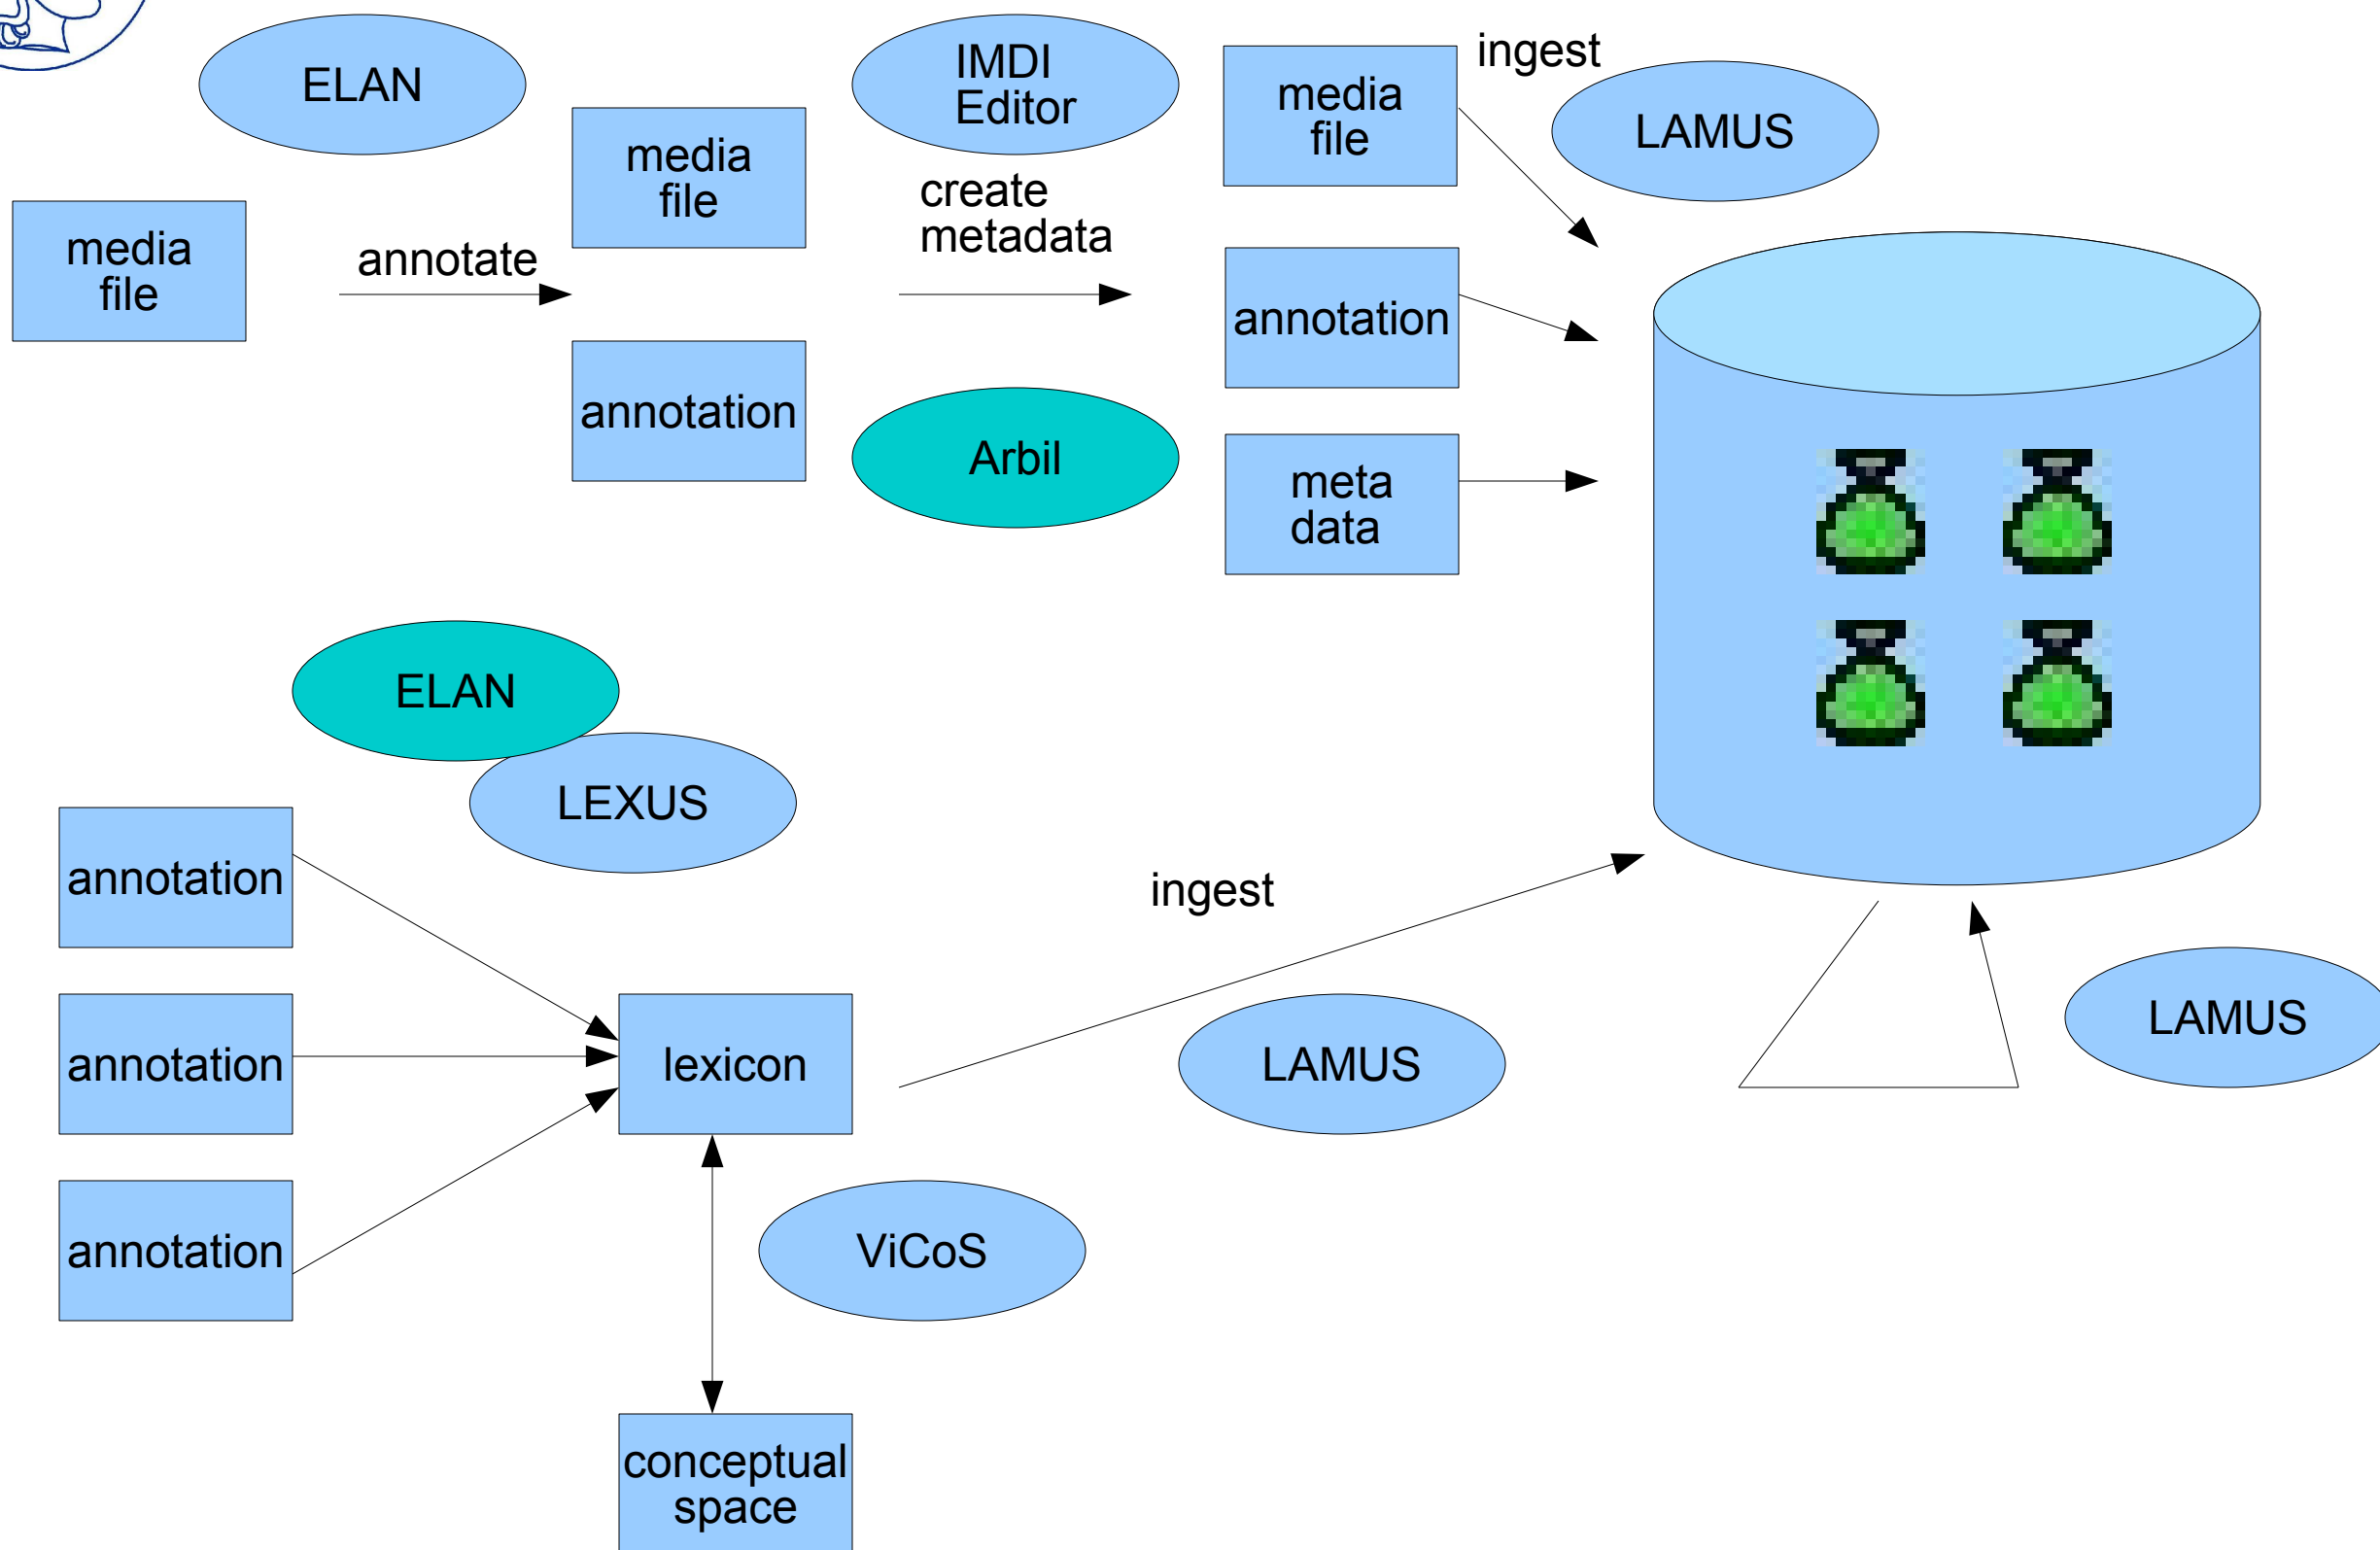 ELAN
IMDI
Editor
media
file
ingest
LAMUS
media
file
create
metadata
media
file
annotate
annotation
annotation
Arbil
meta
data
ELAN
LEXUS
annotation
ingest
annotation
lexicon
LAMUS
LAMUS
annotation
ViCoS
conceptual
space